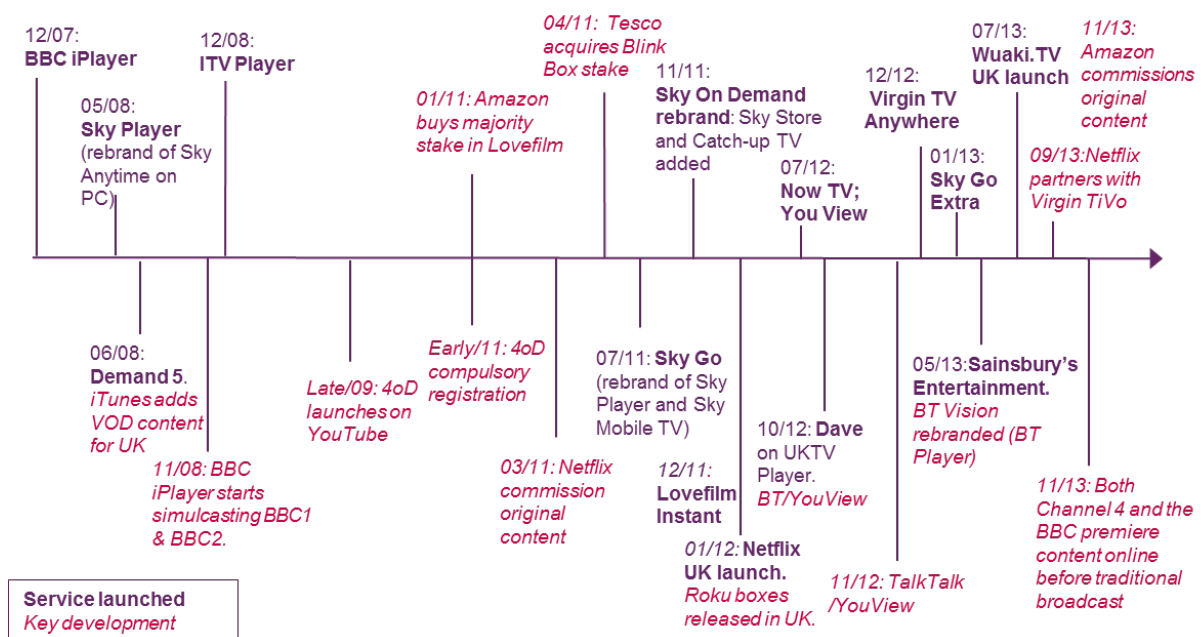 12/07:
BBC iPlayer
05/08:
Sky Player
(rebrand of Sky
Anytime on
PC)
12/08:
ITV Player
01/11: Amazon
buys majority
stake in Lovefilm
04/11: Tesco
acquires Blink
Box stake
11/11:
Sky On Demand
rebrand: Sky Store
and Catch-up TV
added
07/12:
Now TV;
You View
12/12:
Virgin TV
Anywhere
01/13:
Sky Go
Extra
07/13:
Wuaki.TV
UK launch
09/13:Netflix
partners with
Virgin TiVo
11/13:
Amazon
commissions
original
content
06/08:
Demand 5.
iTunes adds
VOD content
for UK
11/08: BBC
iPlayer starts
simulcasting BBC1
& BBC2.
Late/09: 4oD
launches on
YouTube
Early/11: 4oD
compulsory
registration
03/11: Netflix
commission
original
content
07/11: Sky Go
(rebrand of Sky
Player and Sky
Mobile TV)
12/11:
Lovefilm
Instant
01/12: Netflix
UK launch.
Roku boxes
released in UK.
10/12: Dave
on UKTV
Player.
BT/YouView
11/12: TalkTalk
/YouView
05/13:Sainsbury's
Entertainment.
BT Vision
rebranded (BT
Player)
11/13: Both
Channel 4 and the
BBC premiere
content online
before traditional
broadcast
Service launched
Key development